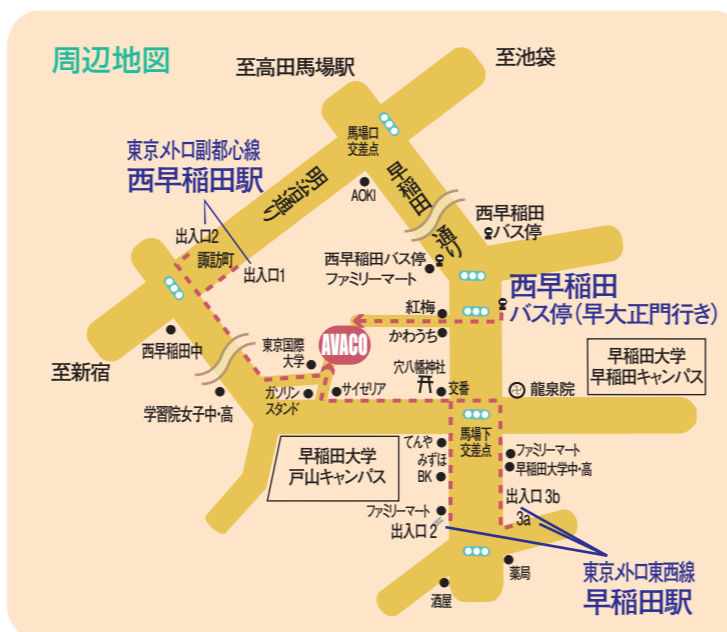 周辺地図
至高田馬場駅
至池袋
馬場口
交差点
東京メトロ副都心線
西早稲田駅
明治通り
早稲田通り
AOKI
出入口2
諏訪町
出入口1
西早稲田
バス停
西早稲田バス停
ファミリーマート
西早稲田
バス停(早大正門行き)
紅梅
かわうち
AVACO
東京国際
大学
西早稲田中
至新宿
穴八幡神社
交番
龍泉院
早稲田大学
早稲田キャンパス
ガソリン
スタンド
サイゼリア
学習院女子中・高
早稲田大学
戸山キャンパス
馬場下
交差点
てんや
みずほ
BK
ファミリーマート
早稲田大学中・高
ファミリーマート
出入口 2
出入口 3b
3a
薬局
酒屋
東京メトロ東西線
早稲田駅